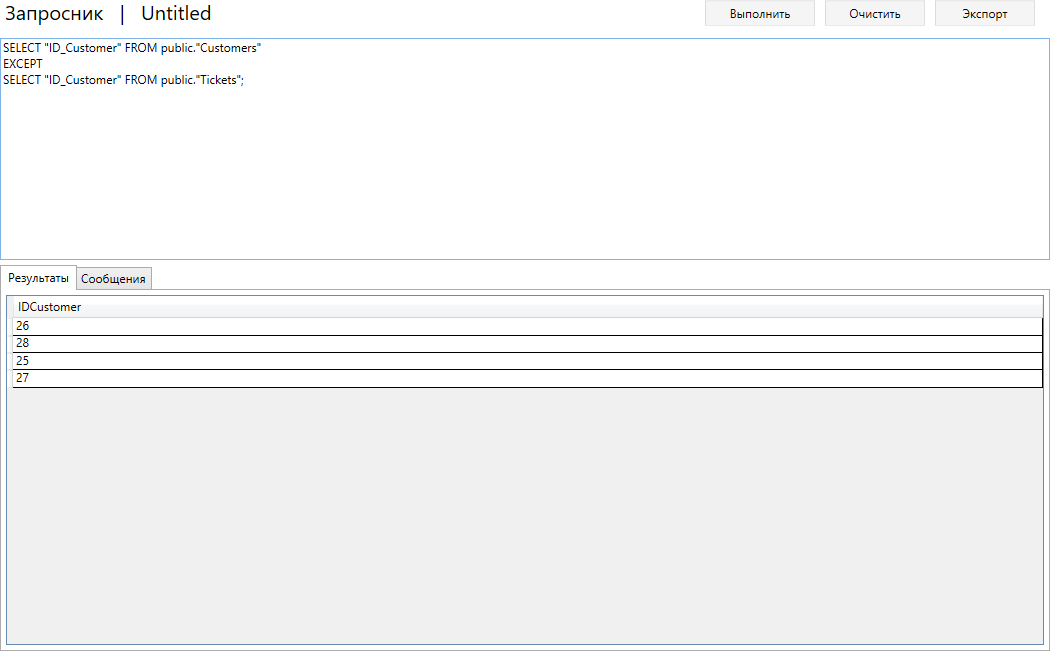 Запросник | Untitled
Выполнить
Очистить
Экспорт
SELECT "ID_Customer" FROM public."Customers"
EXCEPT
SELECT "ID_Customer" FROM public."Tickets";
Результаты
Сообщения
IDCustomer
26
28
25
27